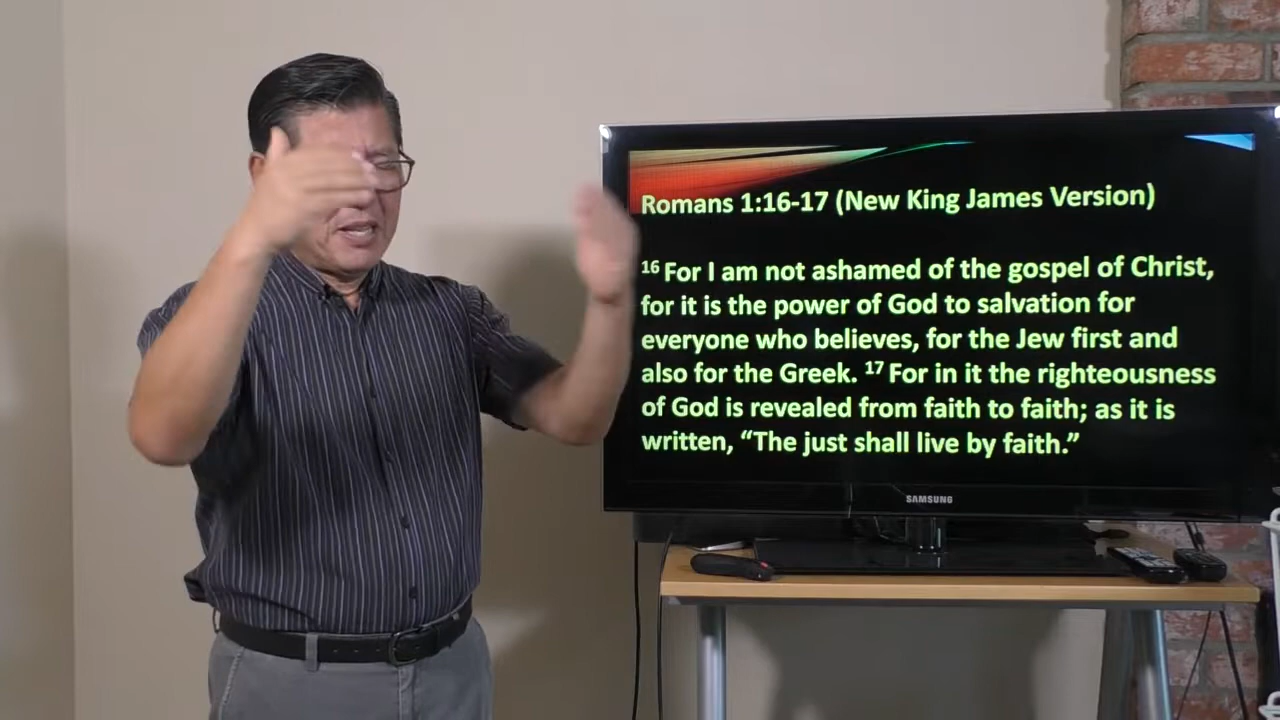 Romans 1:16-17 (New King James Version)
16 For I am not ashamed of the gospel of Christ,
for it is the power of God to salvation for
everyone who believes, for the Jew first and
also for the Greek. 17 For in it the righteousness
of God is revealed from faith to faith; as it is
written, “The just shall live by faith.”
SAMSUNG